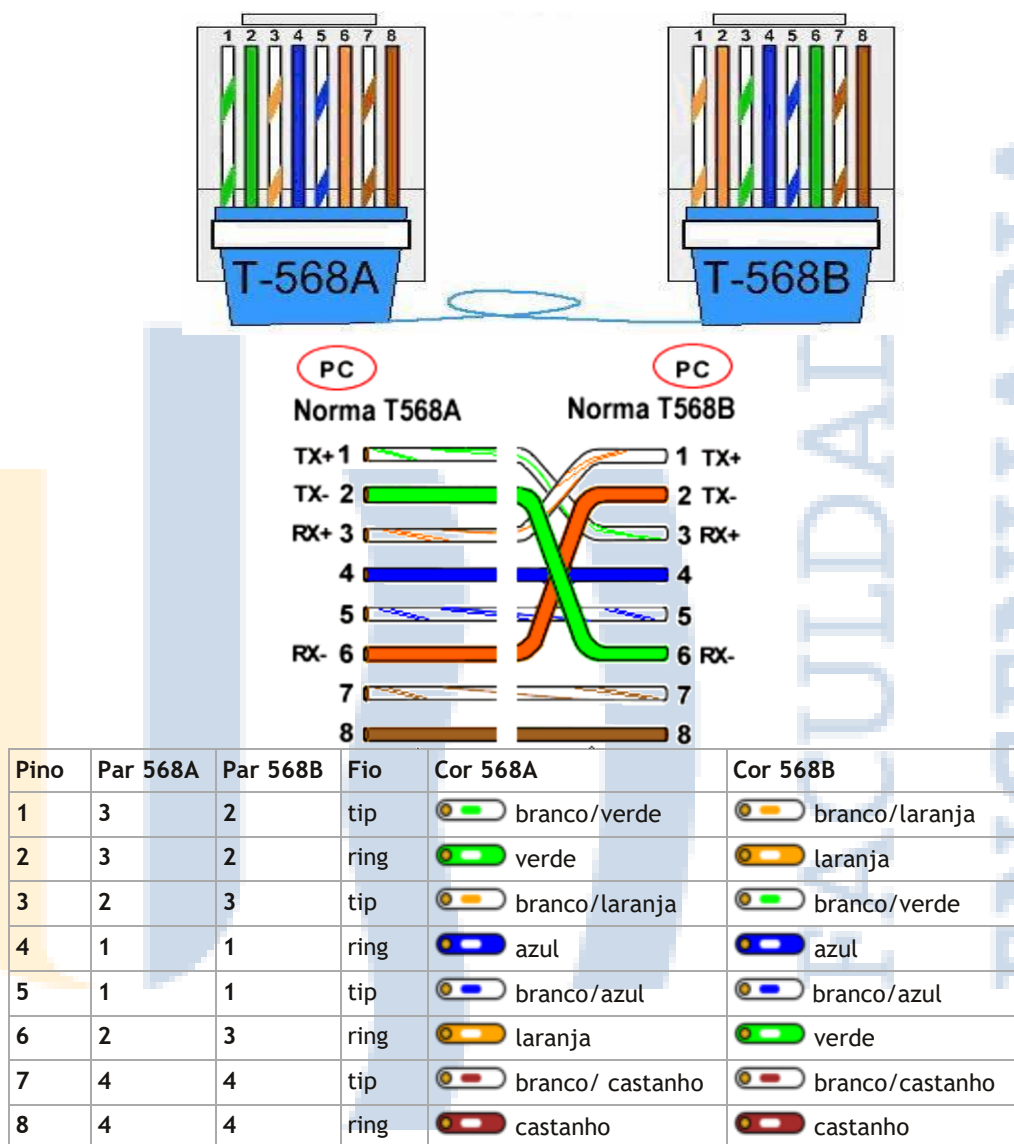 1 2 3 4 5 6 7 8
1 2 3 4 5 6 7 8
T-568A
T-568B
PC
PC
Norma T568A
Norma T568B
TX+ 1
1 TX+
TX- 2
2 TX-
RX+ 3
3 RX+
4
4
5
5
RX- 6
6 RX-
7
7
8
8
Pino Par 568A Par 568B Fio Cor 568A Cor 568B
1 3 2 tip branco/verde branco/laranja
2 3 2 ring verde laranja
3 2 3 tip branco/laranja branco/verde
4 1 1 ring azul azul
5 1 1 tip branco/azul branco/azul
6 2 3 ring laranja verde
7 4 4 tip branco/ castanho branco/castanho
8 4 4 ring castanho castanho